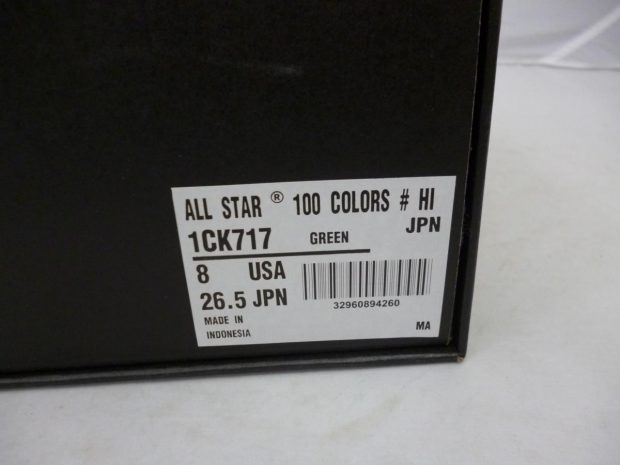 ALL STAR ® 100 COLORS # HI
JPN
1CK717 GREEN
8 USA
26.5 JPN
32960894260
MADE IN
INDONESIA
MA